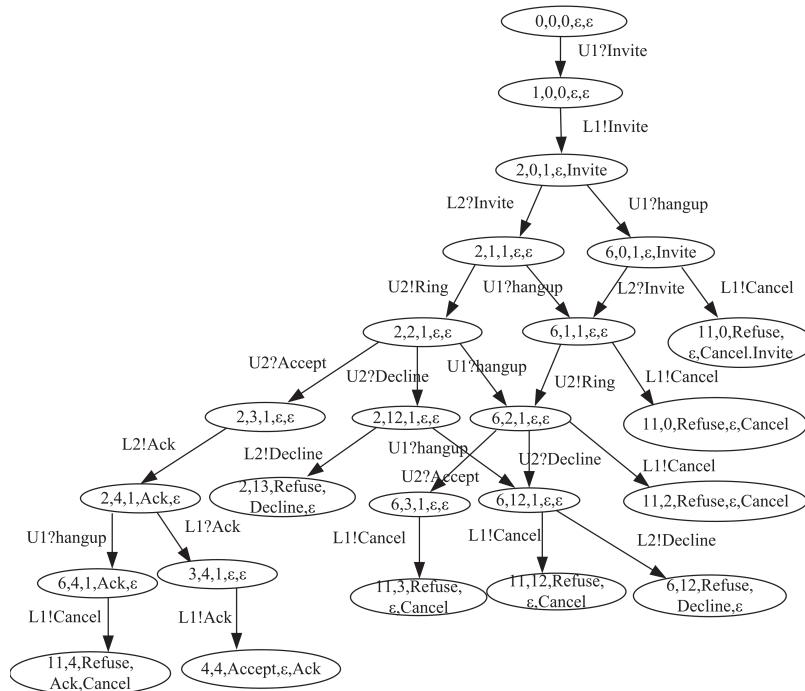 0,0,0,ε,ε
U1?Invite
1,0,0,ε,ε
L1!Invite
2,0,1,ε,Invite
L2?Invite
U1?hangup
2,1,1,ε,ε
6,0,1,ε,Invite
U2!Ring
U1?hangup
L2?Invite
L1!Cancel
2,2,1,ε,ε
6,1,1,ε,ε
11,0,Refuse,
ε,Cancel.Invite
U2?Accept
U2?Decline
U1?hangup
U2!Ring
L1!Cancel
2,3,1,ε,ε
2,12,1,ε,ε
6,2,1,ε,ε
11,0,Refuse,ε,Cancel
L2!Ack
L2!Decline
U1?hangup
U2?Accept
U2?Decline
L1!Cancel
2,4,1,Ack,ε
2,13,Refuse,
Decline,ε
6,3,1,ε,ε
6,12,1,ε,ε
11,2,Refuse,ε,Cancel
U1?hangup
L1?Ack
L1!Cancel
L1!Cancel
L2!Decline
6,4,1,Ack,ε
3,4,1,ε,ε
11,3,Refuse,
ε,Cancel
11,12,Refuse,
ε,Cancel
6,12,Refuse,
Decline,ε
L1!Cancel
L1!Ack
11,4,Refuse,
Ack,Cancel
4,4,Accept,ε,Ack